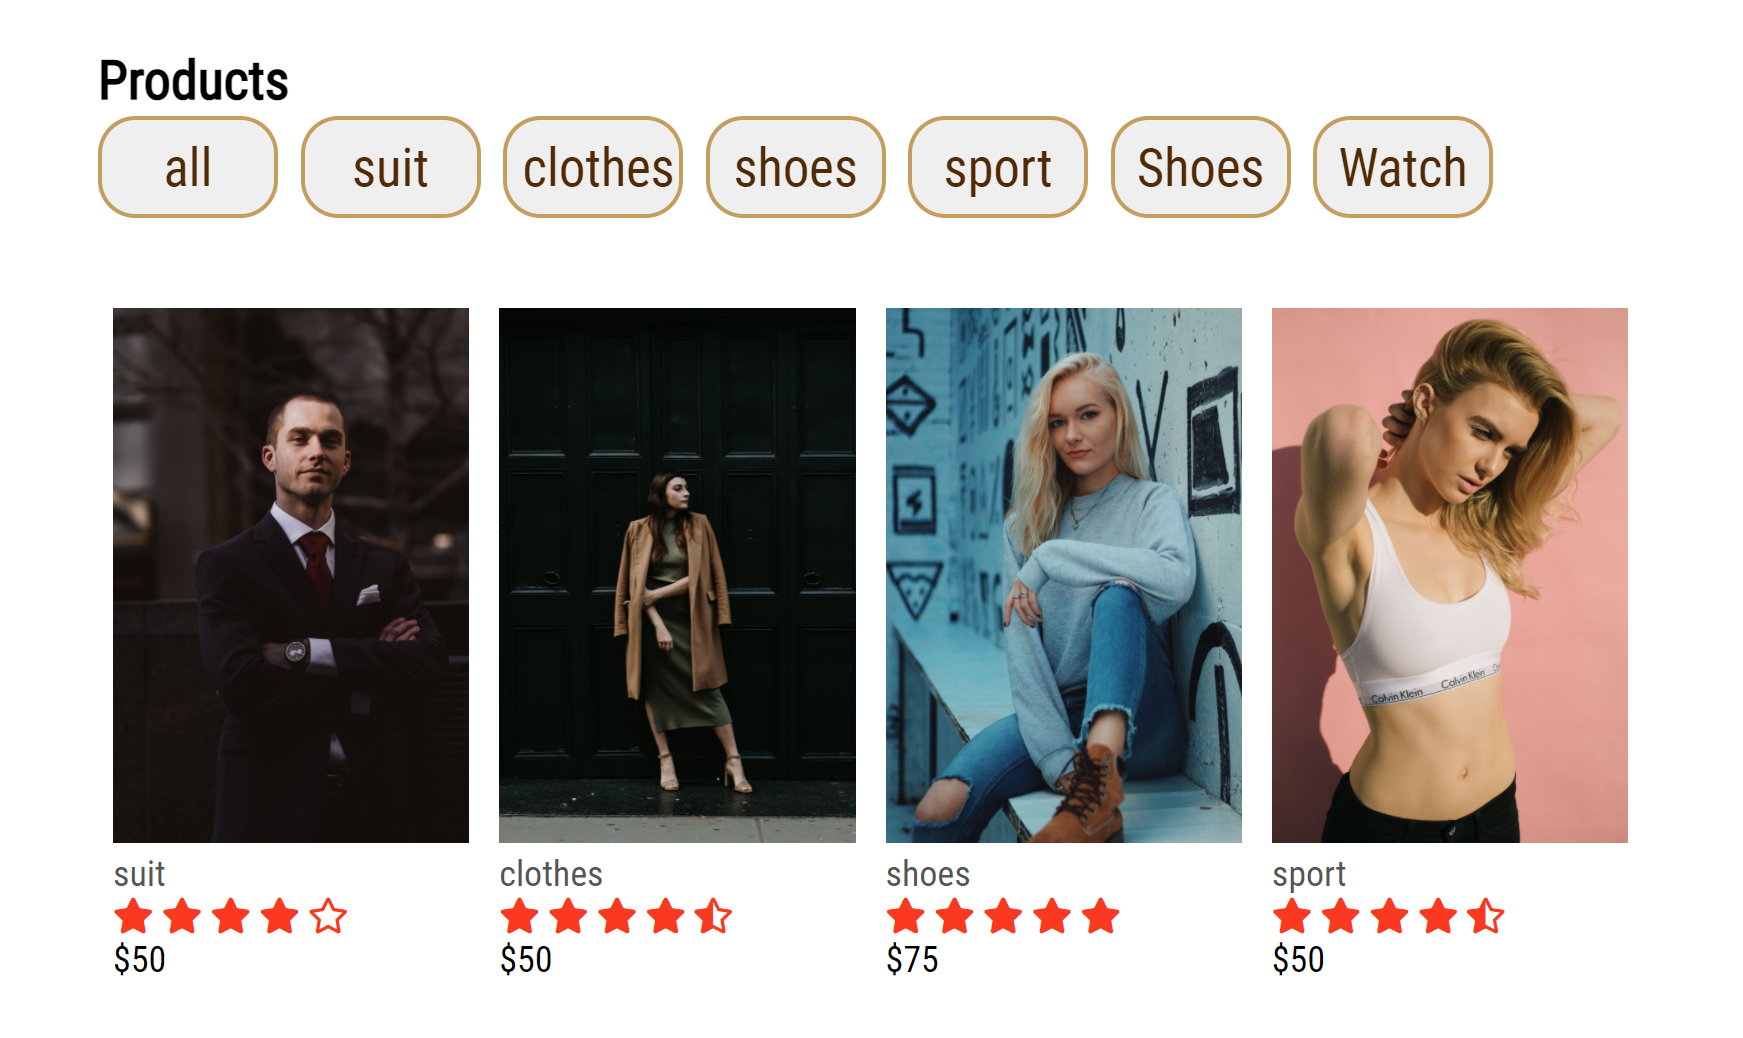 Products
all suit clothes shoes sport Shoes Watch
Calvin Klein Calvin Klein
suit clothes shoes sport
$50 $50 $75 $50